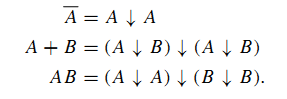 A̅ = A ↓ A
A + B = (A ↓ B) ↓ (A ↓ B)
AB = (A ↓ A) ↓ (B ↓ B).